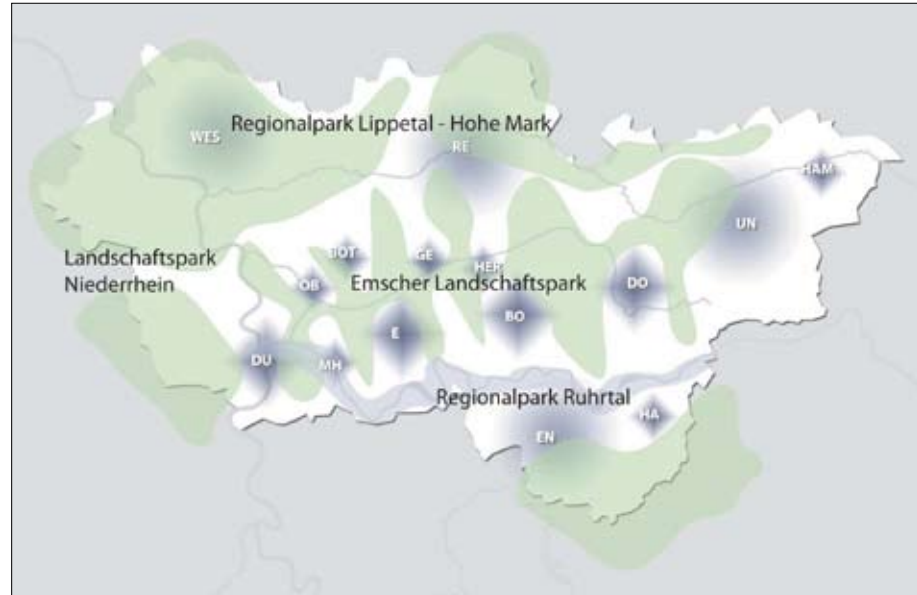 Regionalpark Lippetal - Hohe Mark
WES
RE
HAM
UN
Landschaftspark
Niederrhein
BOT
GE
HER
OB
Emscher Landschaftspark
DO
E
BO
DU
MH
Regionalpark Ruhrtal
HA
EN